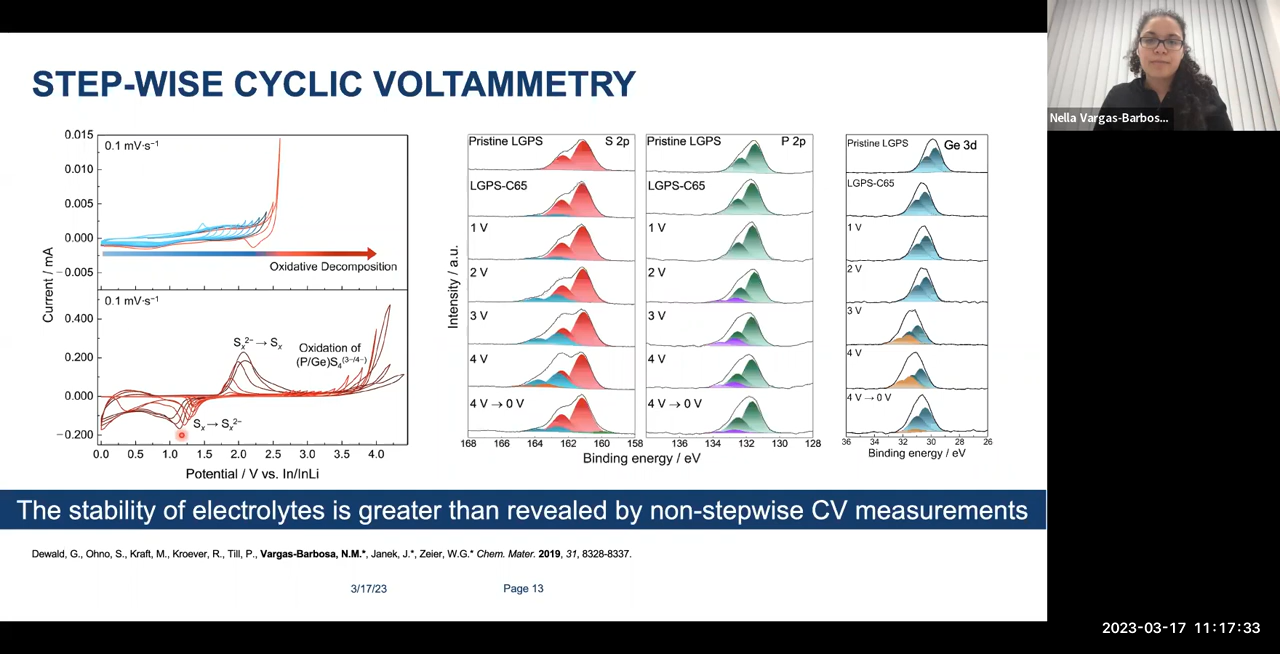 STEP-WISE CYCLIC VOLTAMMETRY
Nella Vargas-Barbos...
Current / mA
0.015
0.010
0.005
0.000
−0.005
0.1 mV·s⁻¹
Oxidative Decomposition
0.400
0.200
0.000
−0.200
0.1 mV·s⁻¹
Sₓ²⁻ → Sₓ
Oxidation of
(P/Ge)S₄⁽³⁻/⁴⁻⁾
Sₓ → Sₓ²⁻
0.0 0.5 1.0 1.5 2.0 2.5 3.0 3.5 4.0
Potential / V vs. In/InLi
Intensity / a.u.
Pristine LGPS S 2p
LGPS-C65
1 V
2 V
3 V
4 V
4 V → 0 V
168 166 164 162 160 158
Pristine LGPS P 2p
LGPS-C65
1 V
2 V
3 V
4 V
4 V → 0 V
136 134 132 130 128
Binding energy / eV
Pristine LGPS Ge 3d
LGPS-C65
1 V
2 V
3 V
4 V
4 V → 0 V
36 34 32 30 28 26
Binding energy / eV
The stability of electrolytes is greater than revealed by non-stepwise CV measurements
Dewald, G., Ohno, S., Kraft, M., Kroever, R., Till, P., Vargas-Barbosa, N.M.*, Janek, J.*, Zeier, W.G.* Chem. Mater. 2019, 31, 8328-8337.
3/17/23 Page 13
2023-03-17 11:17:33